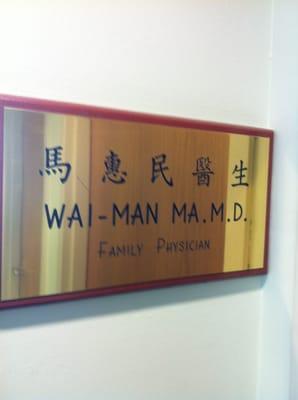 馬惠民醫生
WAI-MAN MA. M.D.
FAMILY PHYSICIAN